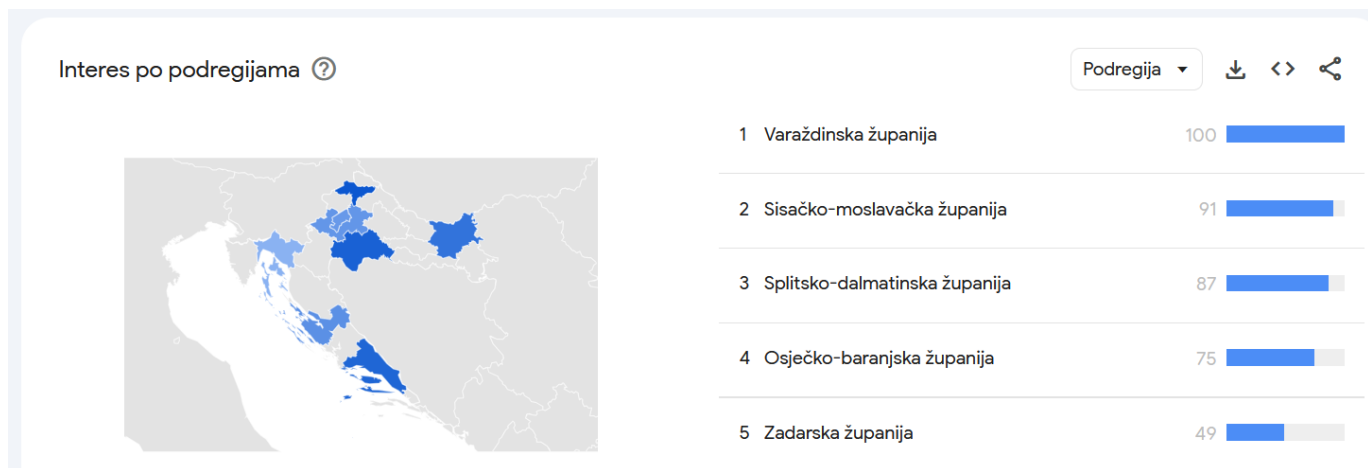 Interes po podregijama
Podregija
1 Varaždinska županija 100
2 Sisačko-moslavačka županija 91
3 Splitsko-dalmatinska županija 87
4 Osječko-baranjska županija 75
5 Zadarska županija 49